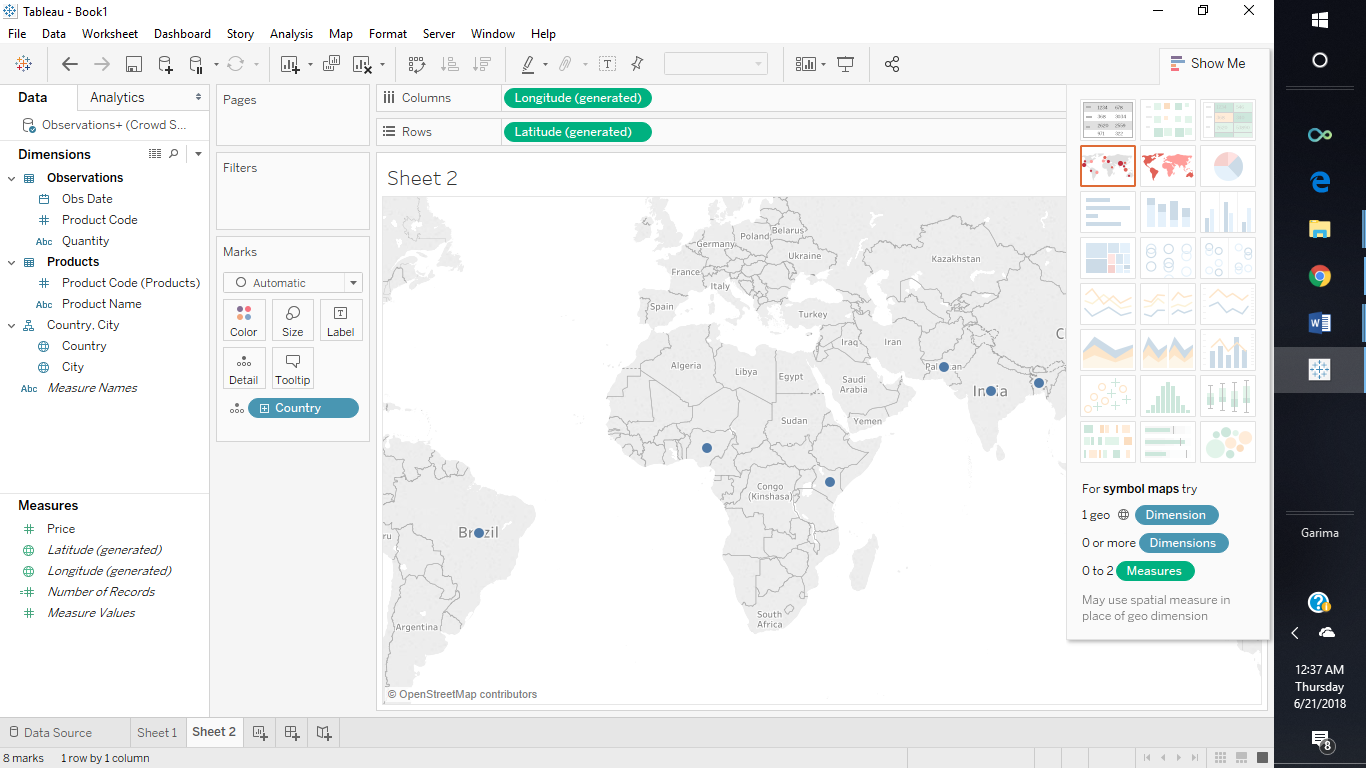 Tableau - Book1
File Data Worksheet Dashboard Story Analysis Map Format Server Window Help
Show Me
Data
Analytics
Observations+ (Crowd S...
Dimensions
Observations
Obs Date
Product Code
Abc Quantity
Products
Product Code (Products)
Abc Product Name
Country, City
Country
City
Abc Measure Names
Measures
Price
Latitude (generated)
Longitude (generated)
Number of Records
Measure Values
Pages
Filters
Marks
Automatic
Color Size Label
Detail Tooltip
Country
Columns Longitude (generated)
Rows Latitude (generated)
Sheet 2
Belarus
Poland
Germany
Ukraine
Kazakhstan
France
Italy
Spain
Turkey
Iraq
Iran
Algeria
Libya
Egypt
Saudi
Arabia
Sudan
Yemen
Congo
(Kinshasa)
South
Africa
Argentina
© OpenStreetMap contributors
For symbol maps try
1 geo Dimension
0 or more Dimensions
0 to 2 Measures
May use spatial measure in
place of geo dimension
Data Source Sheet 1 Sheet 2
8 marks 1 row by 1 column
Garima
12:37 AM
Thursday
6/21/2018
8